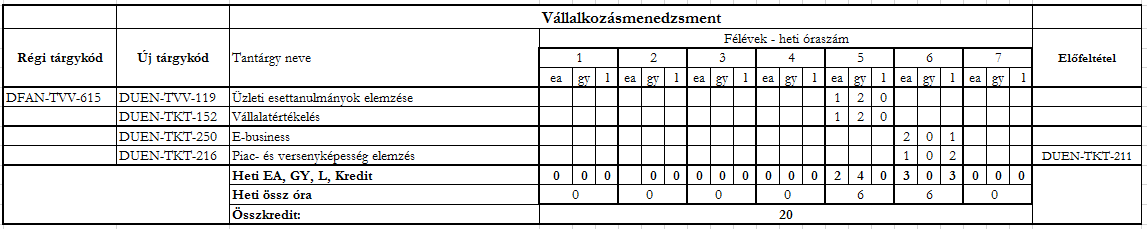 Vállalkozásmenedzsment
Régi tárgykód Új tárgykód Tantárgy neve Félévek - heti óraszám Előfeltétel
1 2 3 4 5 6 7
ea gy l ea gy l ea gy l ea gy l ea gy l ea gy l ea gy l
DFAN-TVV-615 DUEN-TVV-119 Üzleti esettanulmányok elemzése 1 2 0
DUEN-TKT-152 Vállalatértékelés 1 2 0
DUEN-TKT-250 E-business 2 0 1
DUEN-TKT-216 Piac- és versenyképesség elemzés 1 0 2 DUEN-TKT-211
Heti EA, GY, L, Kredit 0 0 0 0 0 0 0 0 0 0 0 0 2 4 0 3 0 3 0 0 0
Heti össz óra 0 0 0 0 6 6 0
Összkredit: 20